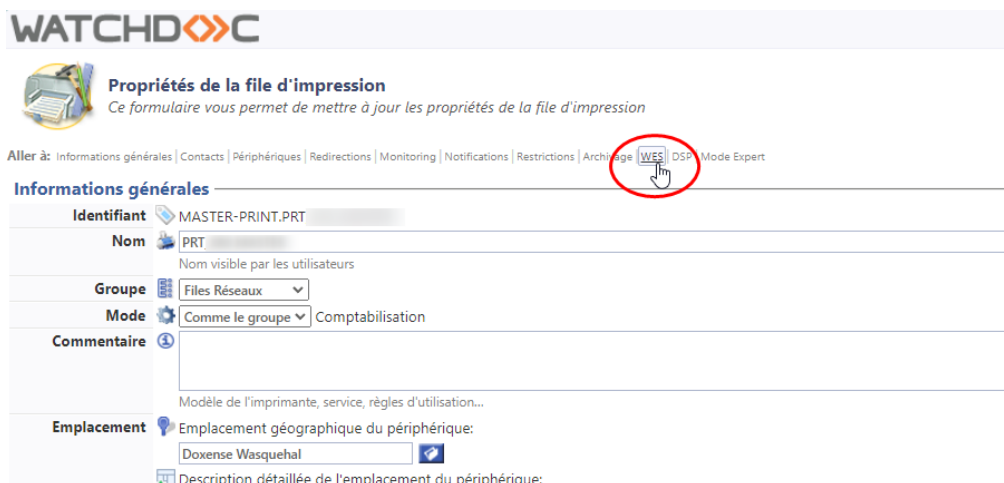 WATCHDOC
Propriétés de la file d'impression
Ce formulaire vous permet de mettre à jour les propriétés de la file d'impression
Aller à: Informations générales | Contacts | Périphériques | Redirections | Monitoring | Notifications | Restrictions | Archivage | WES | DSP | Mode Expert
Informations générales
Identifiant MASTER-PRINT.PRT
Nom PRT
Nom visible par les utilisateurs
Groupe Files Réseaux
Mode Comme le groupe Comptabilisation
Commentaire
Modèle de l'imprimante, service, règles d'utilisation...
Emplacement Emplacement géographique du périphérique:
Doxense Wasquehal
Description détaillée de l'emplacement du périphérique: